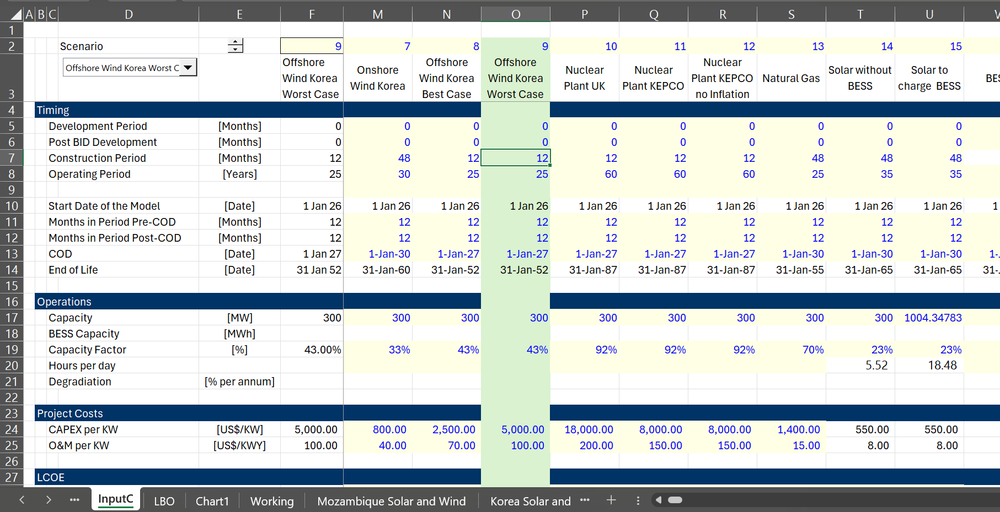 A B C D E F M N O P Q R S T U
1
2 Scenario 9 7 8 9 10 11 12 13 14 15
Offshore Wind Korea Worst C
3 Offshore Wind Korea Worst Case Onshore Wind Korea Offshore Wind Korea Best Case Offshore Wind Korea Worst Case Nuclear Plant UK Nuclear Plant KEPCO Nuclear Plant KEPCO no Inflation Natural Gas Solar without BESS Solar to charge BESS
4 Timing
5 Development Period [Months] 0 0 0 0 0 0 0 0 0 0
6 Post BID Development [Months] 0 0 0 0 0 0 0 0 0 0
7 Construction Period [Months] 12 48 12 12 12 12 12 48 48 48
8 Operating Period [Years] 25 30 25 25 60 60 60 25 35 35
9
10 Start Date of the Model [Date] 1 Jan 26 1 Jan 26 1 Jan 26 1 Jan 26 1 Jan 26 1 Jan 26 1 Jan 26 1 Jan 26 1 Jan 26 1 Jan 26 1
11 Months in Period Pre-COD [Months] 12 12 12 12 12 12 12 12 12 12
12 Months in Period Post-COD [Months] 12 12 12 12 12 12 12 12 12 12
13 COD [Date] 1 Jan 27 1-Jan-30 1-Jan-27 1-Jan-27 1-Jan-27 1-Jan-27 1-Jan-27 1-Jan-30 1-Jan-30 1-Jan-30
14 End of Life [Date] 31 Jan 52 31-Jan-60 31-Jan-52 31-Jan-52 31-Jan-87 31-Jan-87 31-Jan-87 31-Jan-55 31-Jan-65 31-Jan-65
15
16 Operations
17 Capacity [MW] 300 300 300 300 300 300 300 300 300 1004.34783
18 BESS Capacity [MWh]
19 Capacity Factor [%] 43.00% 33% 43% 43% 92% 92% 92% 70% 23% 23%
20 Hours per day 5.52 18.48
21 Degradiation [% per annum]
22
23 Project Costs
24 CAPEX per KW [US$/KW] 5,000.00 800.00 2,500.00 5,000.00 18,000.00 8,000.00 8,000.00 1,400.00 550.00 550.00
25 O&M per KW [US$/KWY] 100.00 40.00 70.00 100.00 200.00 150.00 150.00 15.00 8.00 8.00
26
27 LCOE
InputC LBO Chart1 Working Mozambique Solar and Wind Korea Solar and